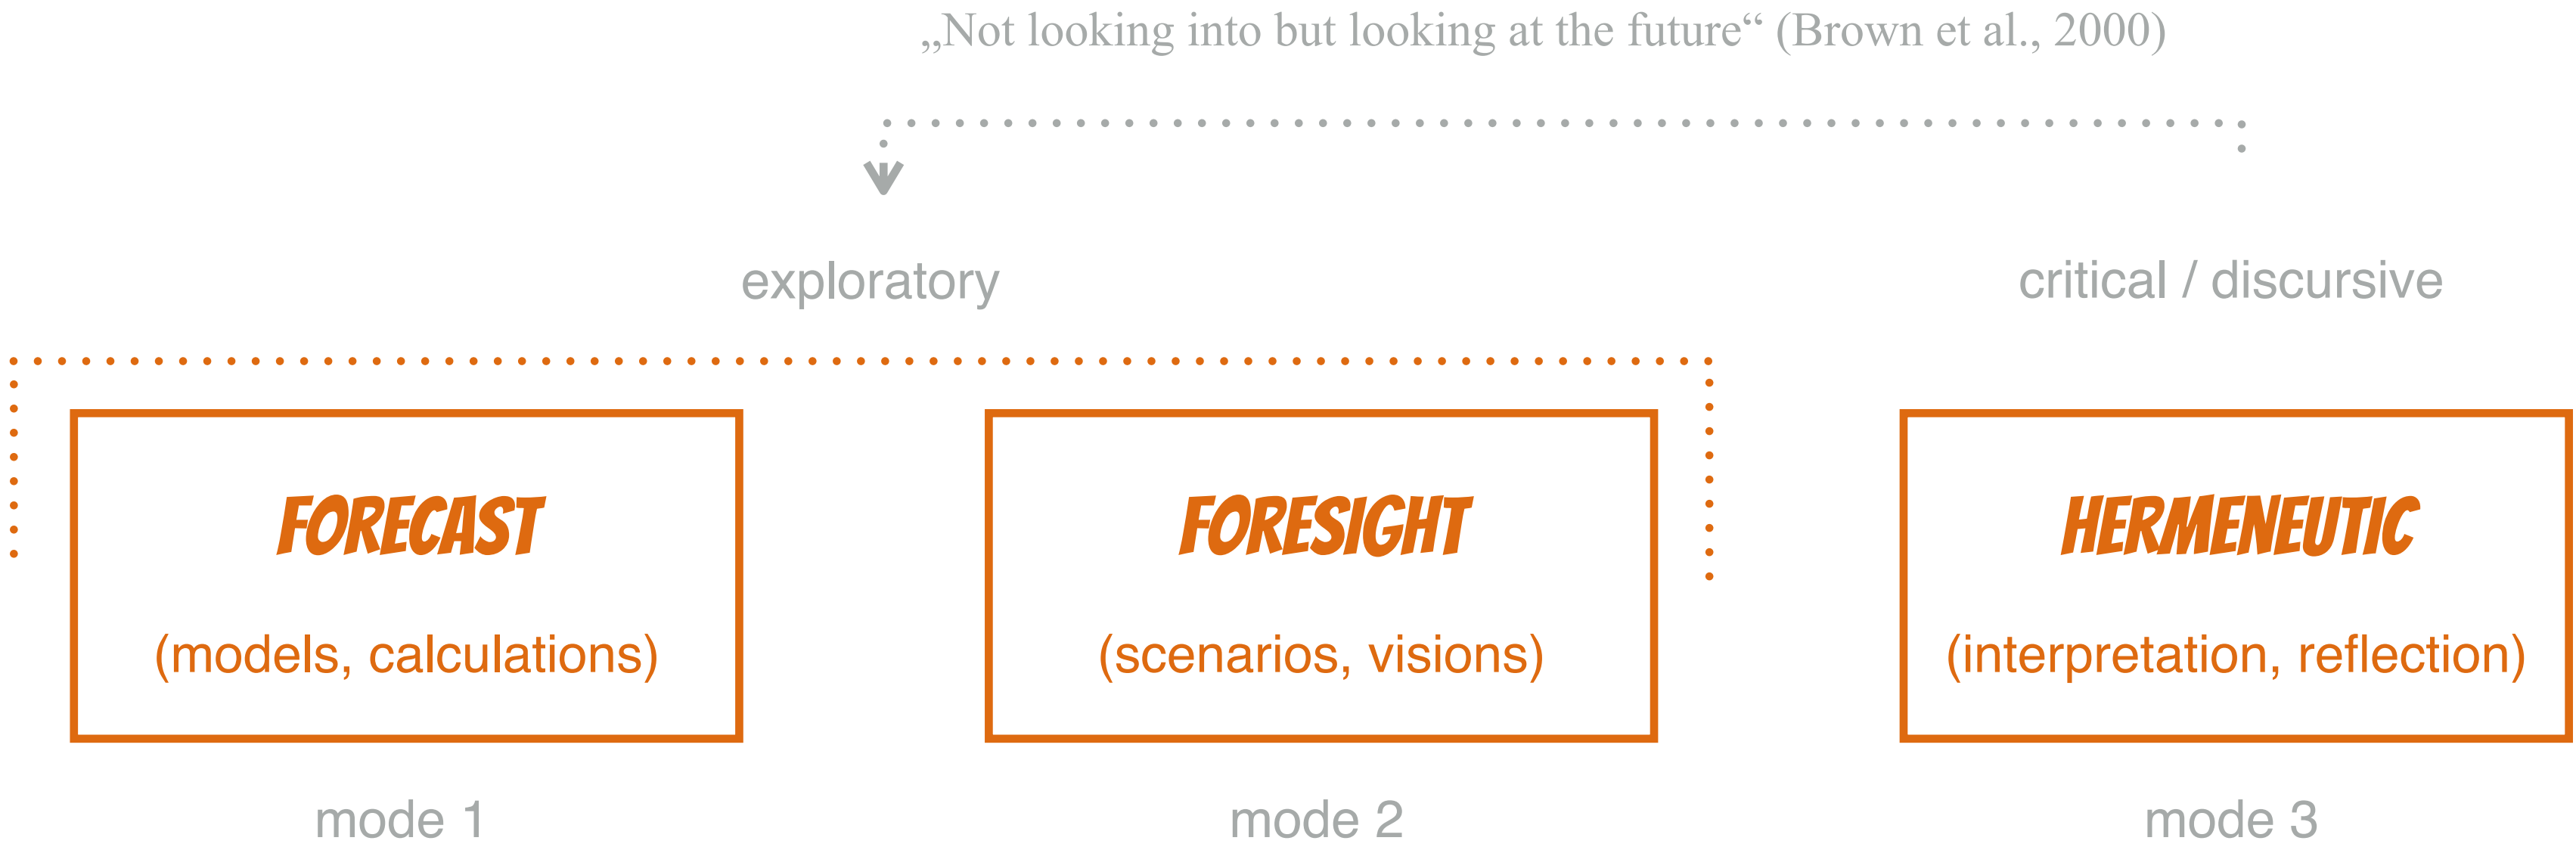 „Not looking into but looking at the future“ (Brown et al., 2000)
exploratory
critical / discursive
FORECAST
(models, calculations)
mode 1
FORESIGHT
(scenarios, visions)
mode 2
HERMENEUTIC
(interpretation, reflection)
mode 3